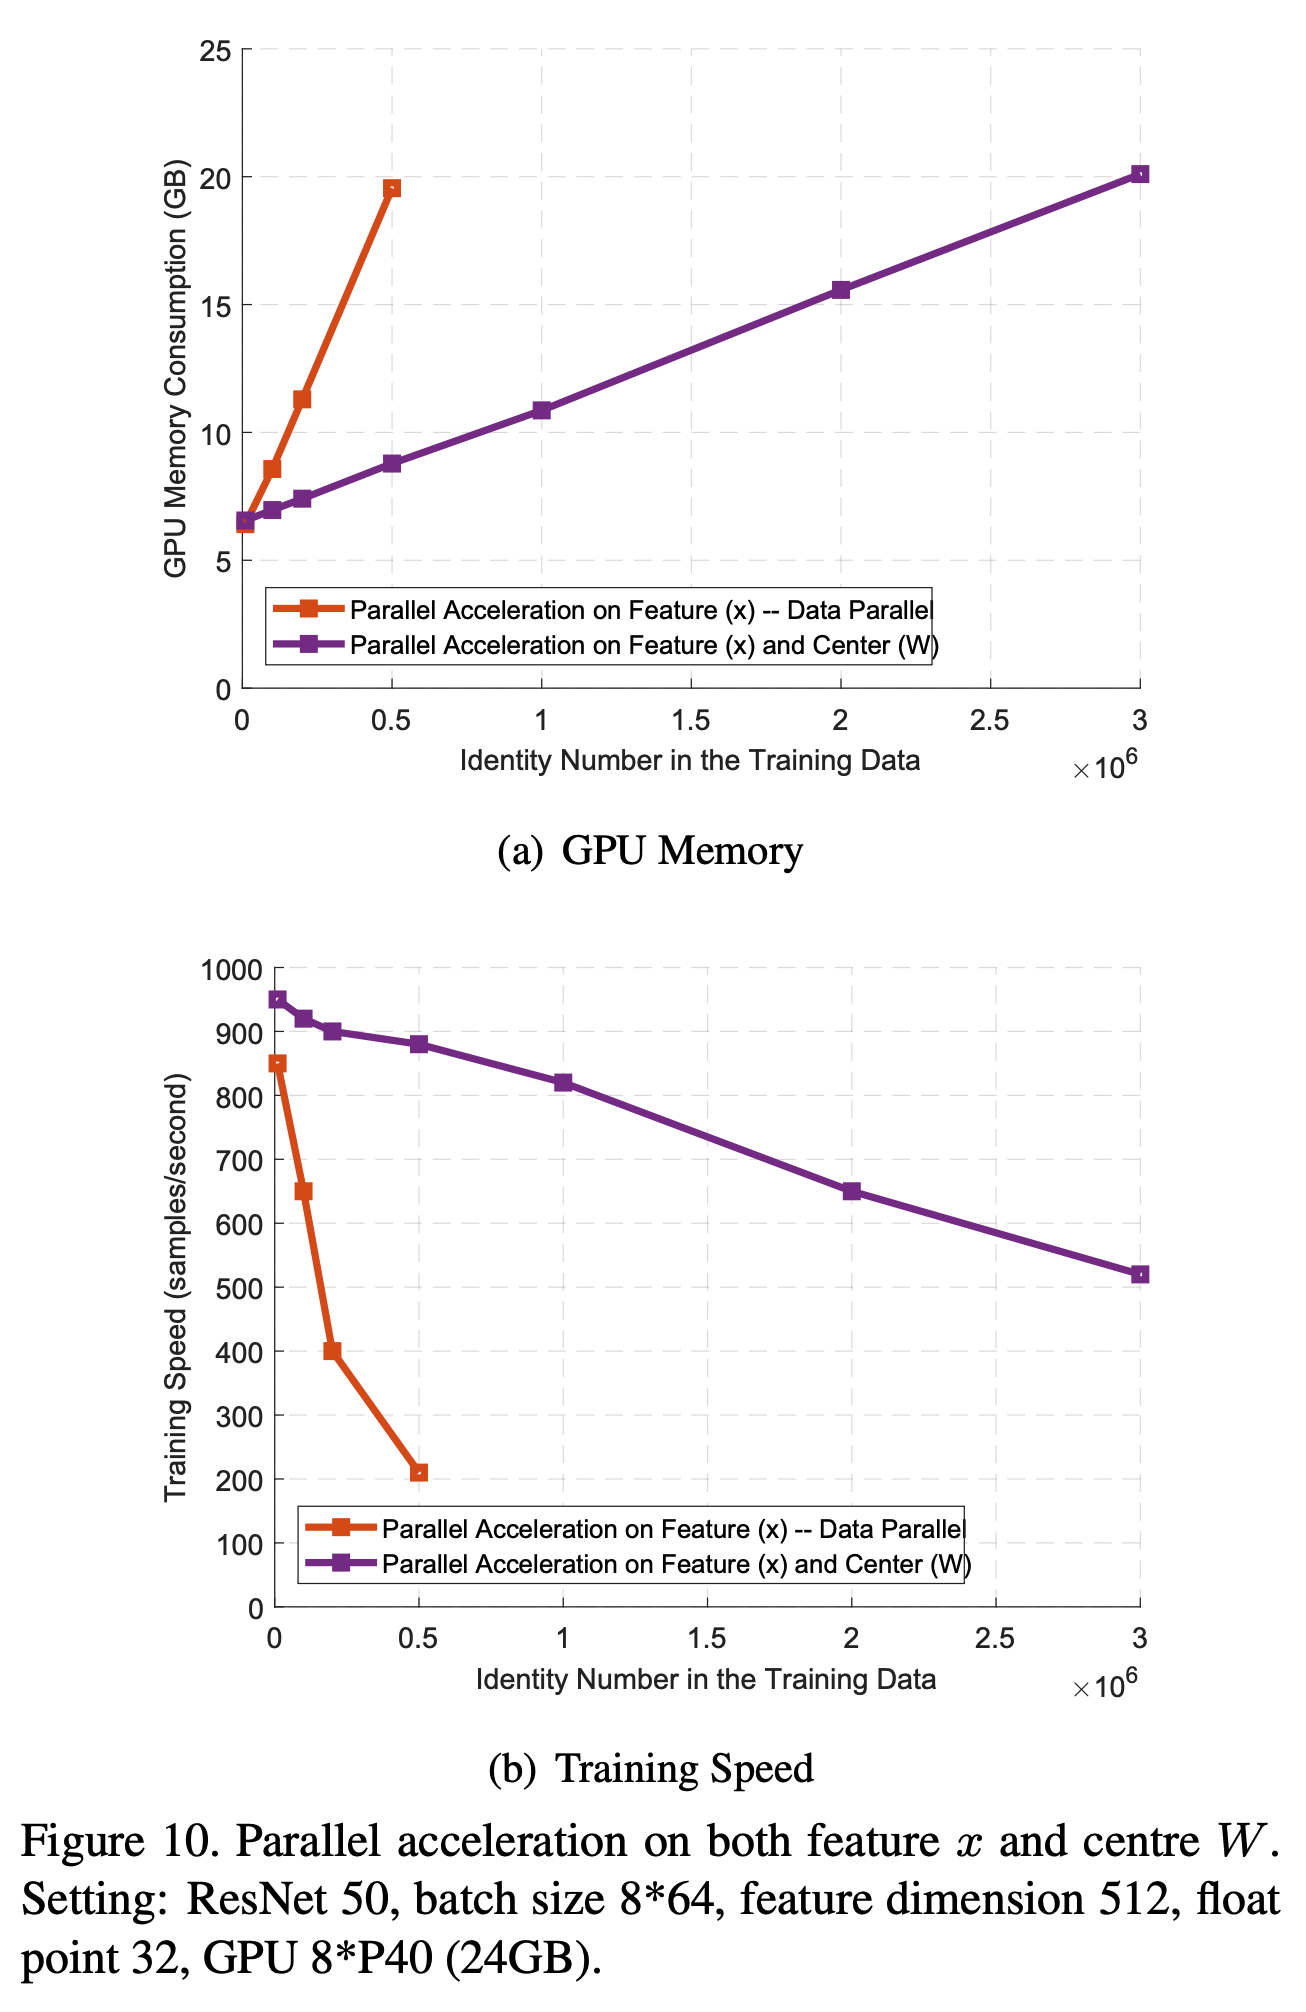 25
20
15
10
5
0
GPU Memory Consumption (GB)
Parallel Acceleration on Feature (x) -- Data Parallel
Parallel Acceleration on Feature (x) and Center (W)
0 0.5 1 1.5 2 2.5 3
Identity Number in the Training Data
×10⁶
(a) GPU Memory
1000
900
800
700
600
500
400
300
200
100
0
Training Speed (samples/second)
Parallel Acceleration on Feature (x) -- Data Parallel
Parallel Acceleration on Feature (x) and Center (W)
0 0.5 1 1.5 2 2.5 3
Identity Number in the Training Data
×10⁶
(b) Training Speed
Figure 10. Parallel acceleration on both feature x and centre W.
Setting: ResNet 50, batch size 8*64, feature dimension 512, float
point 32, GPU 8*P40 (24GB).